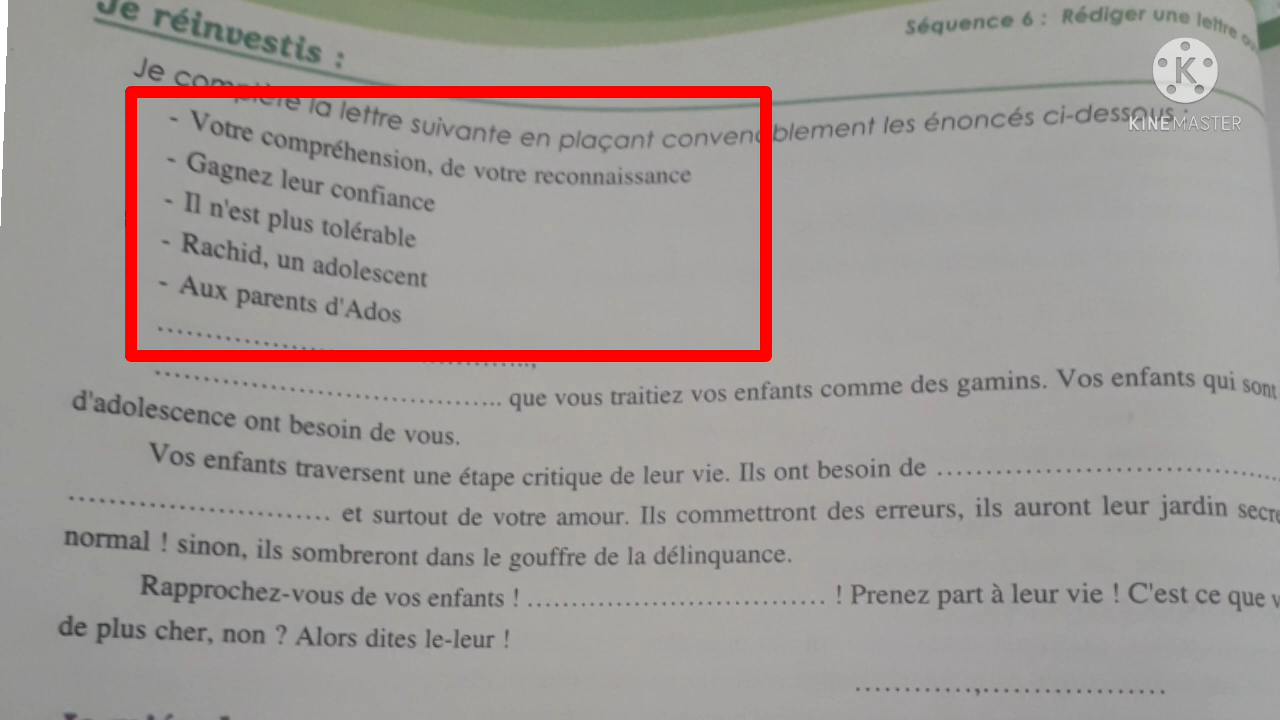 Je réinvestis :
Séquence 6 : Rédiger une lettre
KINEMASTER
Je complète la lettre suivante en plaçant convenablement les énoncés ci-dessous :
- Votre compréhension, de votre reconnaissance
- Gagnez leur confiance
- Il n'est plus tolérable
- Rachid, un adolescent
- Aux parents d'Ados
……………………………………,
…………………………………. que vous traitiez vos enfants comme des gamins. Vos enfants qui sont
d'adolescence ont besoin de vous.
Vos enfants traversent une étape critique de leur vie. Ils ont besoin de ……………………………….
………………………… et surtout de votre amour. Ils commettront des erreurs, ils auront leur jardin
normal ! sinon, ils sombreront dans le gouffre de la délinquance.
Rapprochez-vous de vos enfants ! …………………………… ! Prenez part à leur vie ! C'est ce que
de plus cher, non ? Alors dites le-leur !
…………,………………